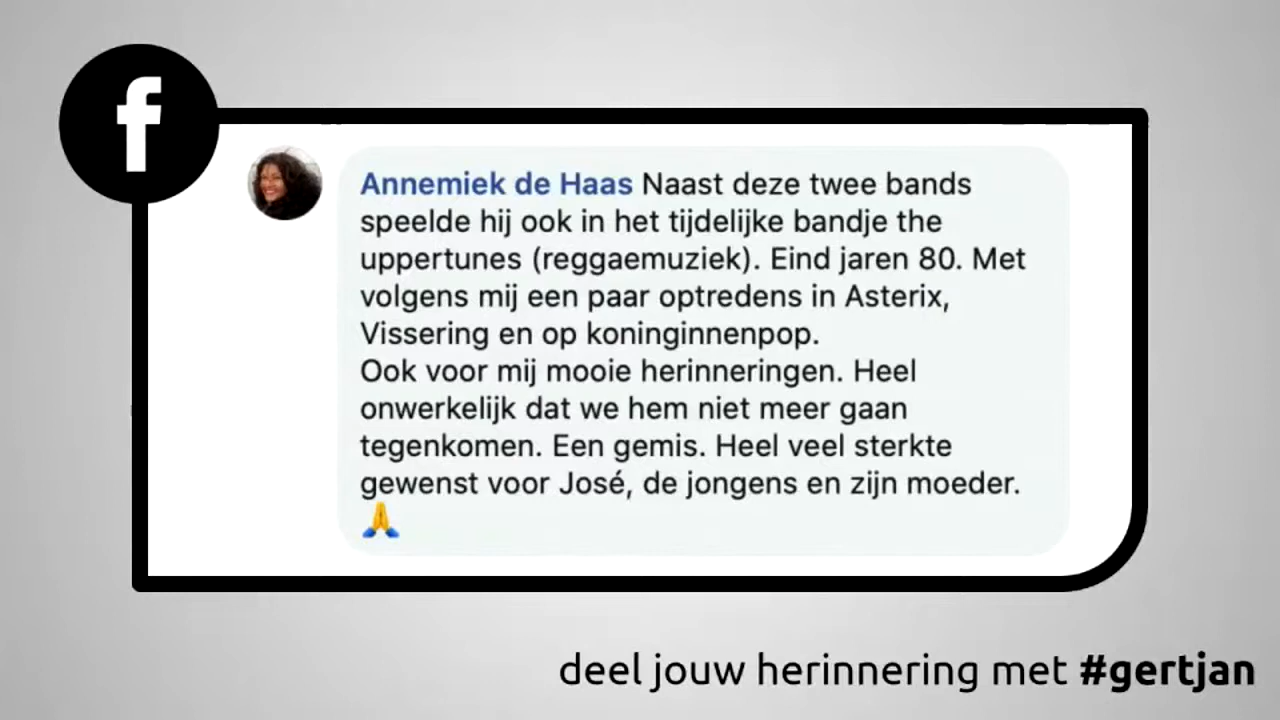 f
Annemiek de Haas Naast deze twee bands
speelde hij ook in het tijdelijke bandje the
uppertunes (reggaemuziek). Eind jaren 80. Met
volgens mij een paar optredens in Asterix,
Vissering en op koninginnenpop.
Ook voor mij mooie herinneringen. Heel
onwerkelijk dat we hem niet meer gaan
tegenkomen. Een gemis. Heel veel sterkte
gewenst voor José, de jongens en zijn moeder.
🙏
deel jouw herinnering met #gertjan